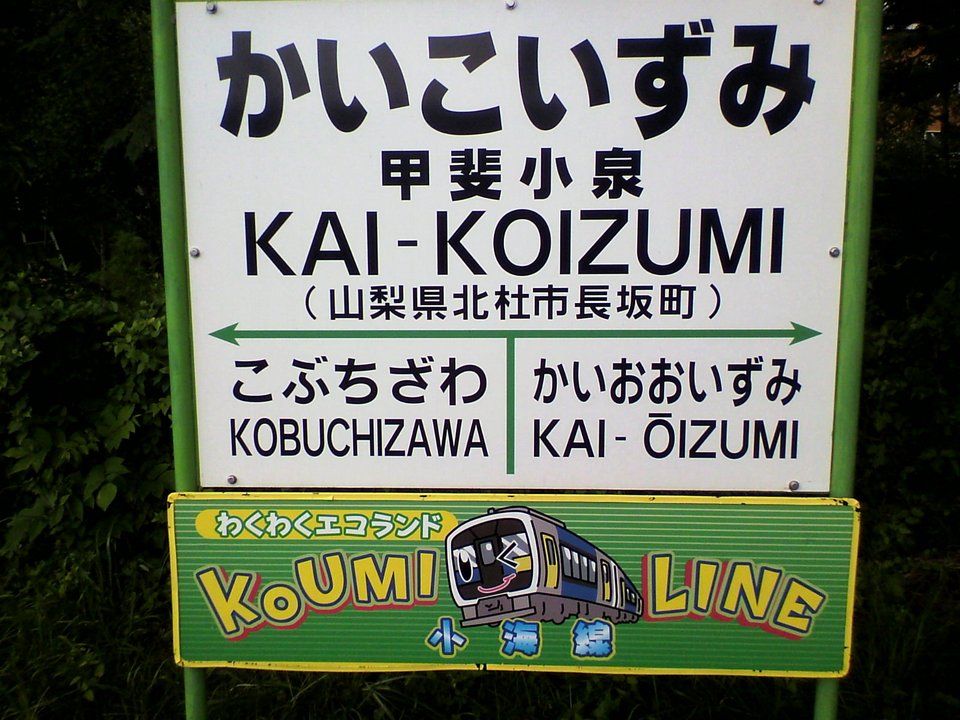 かいこいずみ
甲斐小泉
KAI-KOIZUMI
(山梨県北杜市長坂町)
こぶちざわ
KOBUCHIZAWA
かいおおいずみ
KAI-ŌIZUMI
わくわくエコランド
KoUMI LINE
小海線